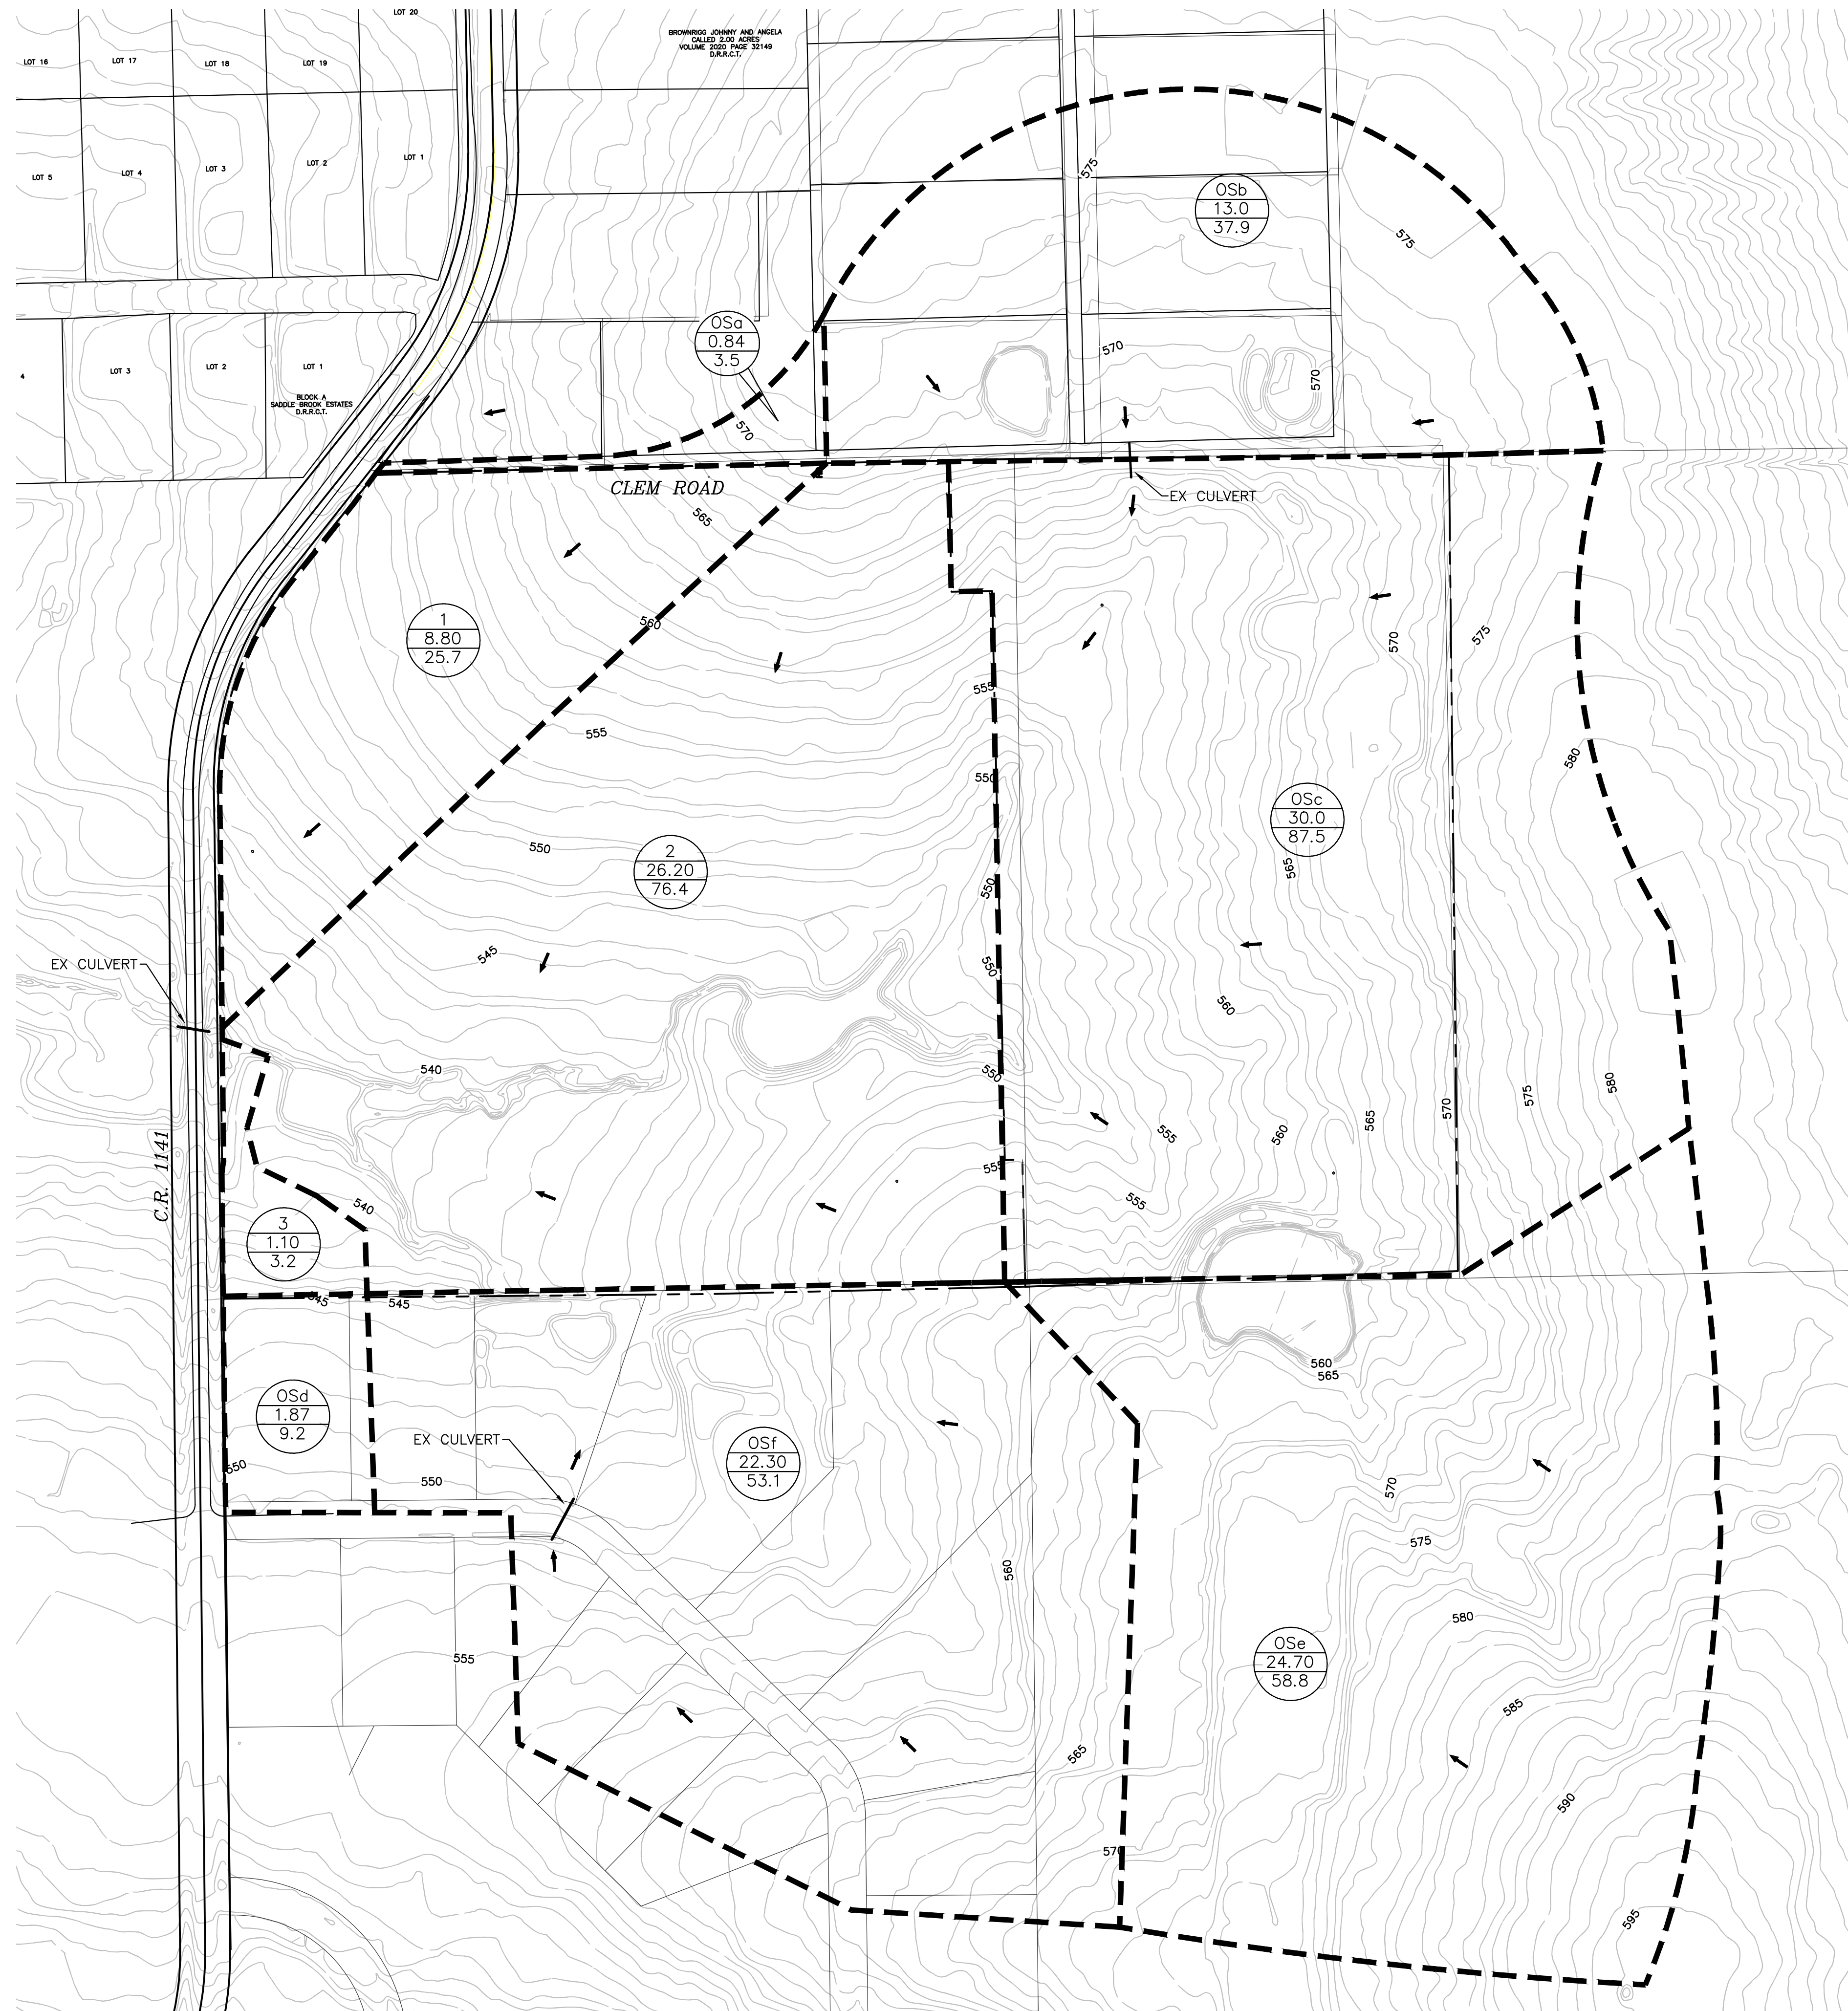 LOT 20
BROWNRIGG JOHNNY AND ANGELA
CALLED 2.00 ACRES
VOLUME 2020 PAGE 32149
D.R.R.C.T.
LOT 16
LOT 17
LOT 18
LOT 19
LOT 5
LOT 4
LOT 3
LOT 2
LOT 1
575
OSb
13.0
37.9
575
OSa
0.84
3.5
570
570
4
LOT 3
LOT 2
LOT 1
BLOCK A
SADDLE BROOK ESTATES
D.R.R.C.T.
570
CLEM ROAD
EX CULVERT
565
1
8.80
25.7
560
570
575
555
555
550
580
OSc
30.0
87.5
550
2
26.20
76.4
565
550
545
550
EX CULVERT
560
540
550
580
575
570
565
560
555
C.R. 1141
555
555
540
3
1.10
3.2
545
545
560
565
OSd
1.87
9.2
EX CULVERT
OSf
22.30
53.1
550
550
570
575
560
580
555
OSe
24.70
58.8
585
565
590
570
595